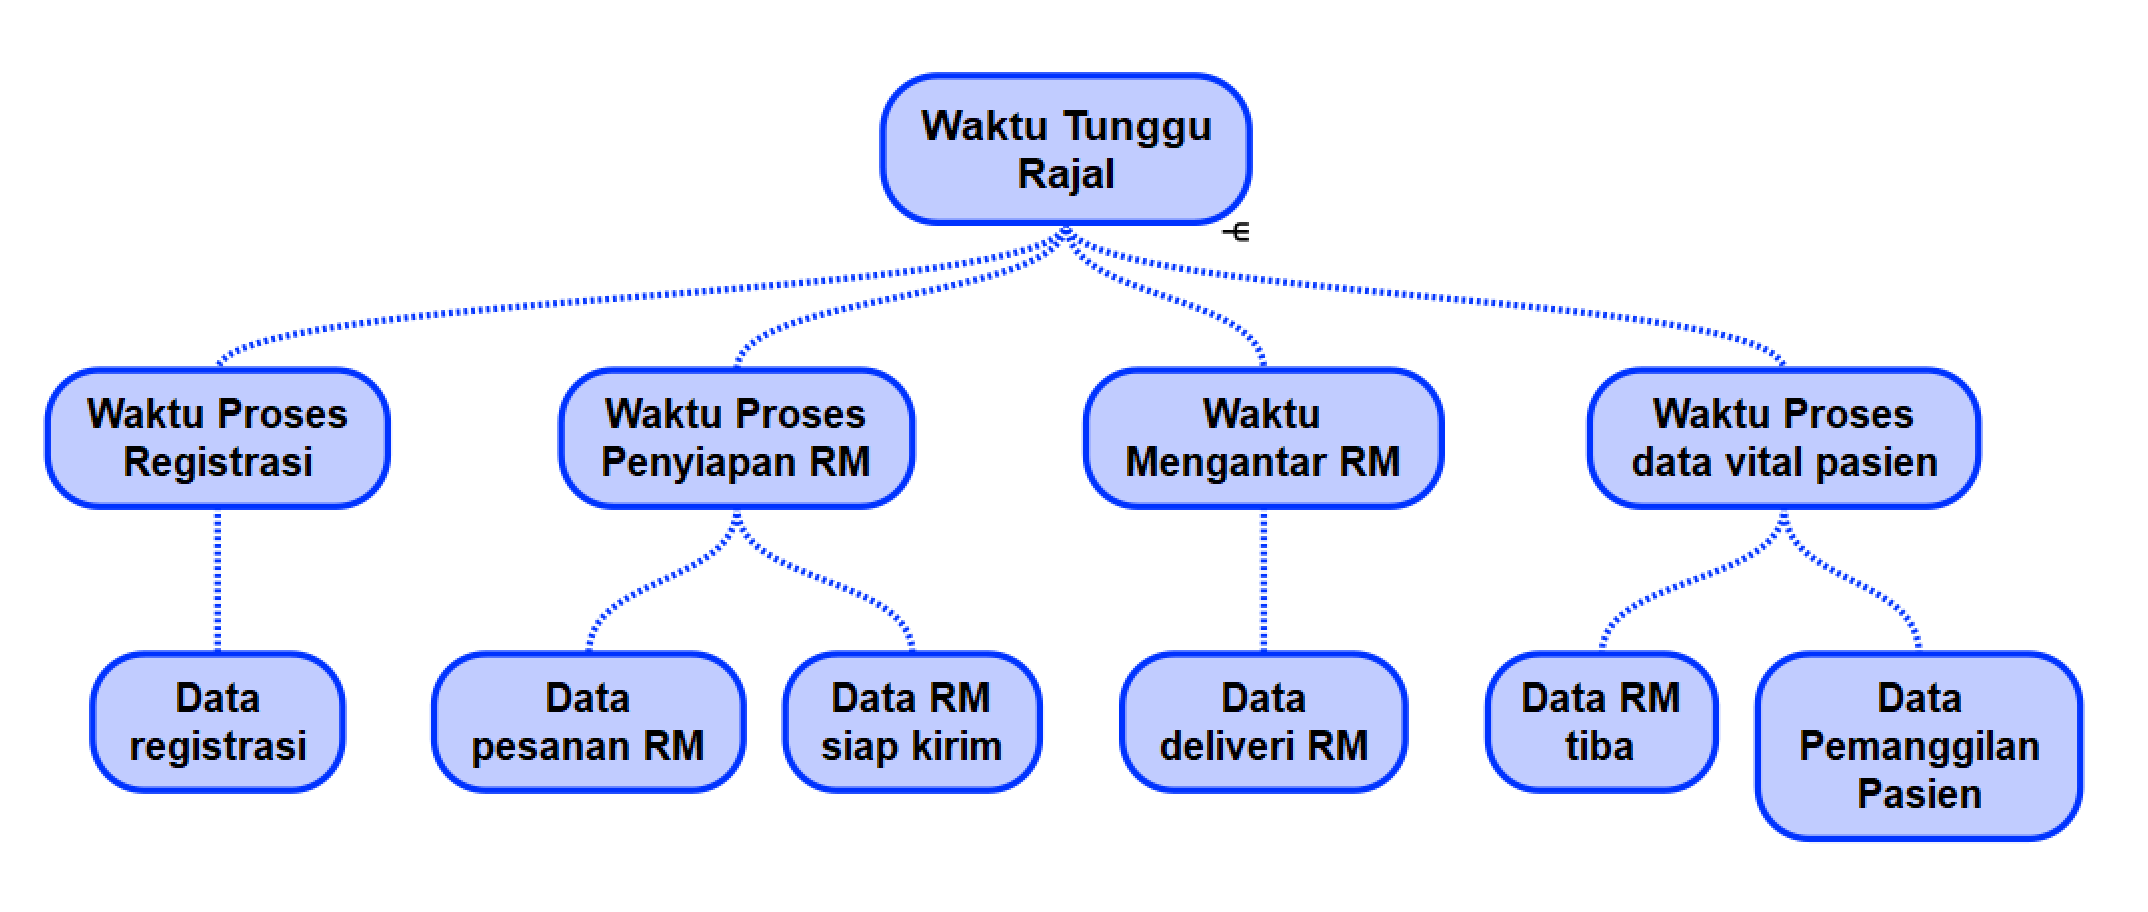 Waktu Tunggu
Rajal
Waktu Proses
Registrasi
Waktu Proses
Penyiapan RM
Waktu
Mengantar RM
Waktu Proses
data vital pasien
Data
registrasi
Data
pesanan RM
Data RM
siap kirim
Data
deliveri RM
Data RM
tiba
Data
Pemanggilan
Pasien